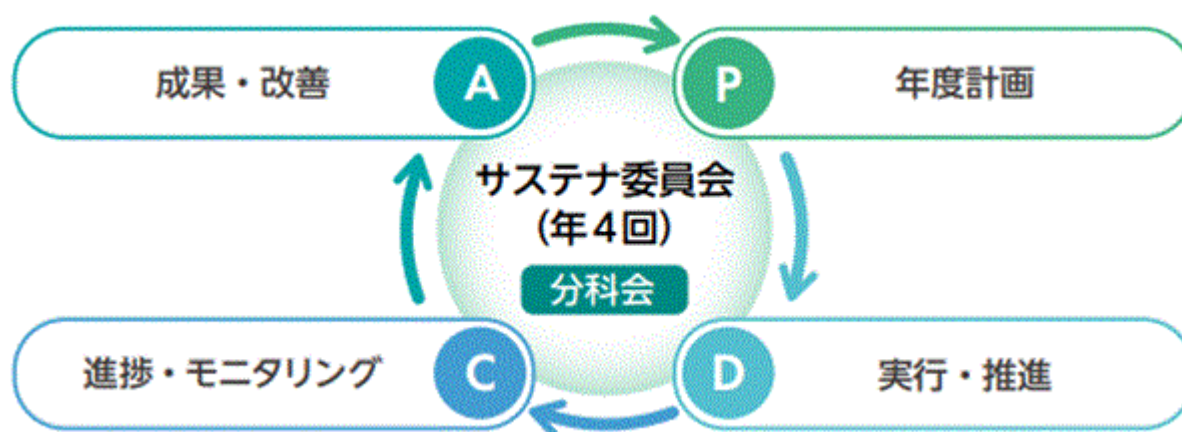 成果・改善
A
P
年度計画
サステナ委員会
(年4回)
分科会
進捗・モニタリング
C
D
実行・推進